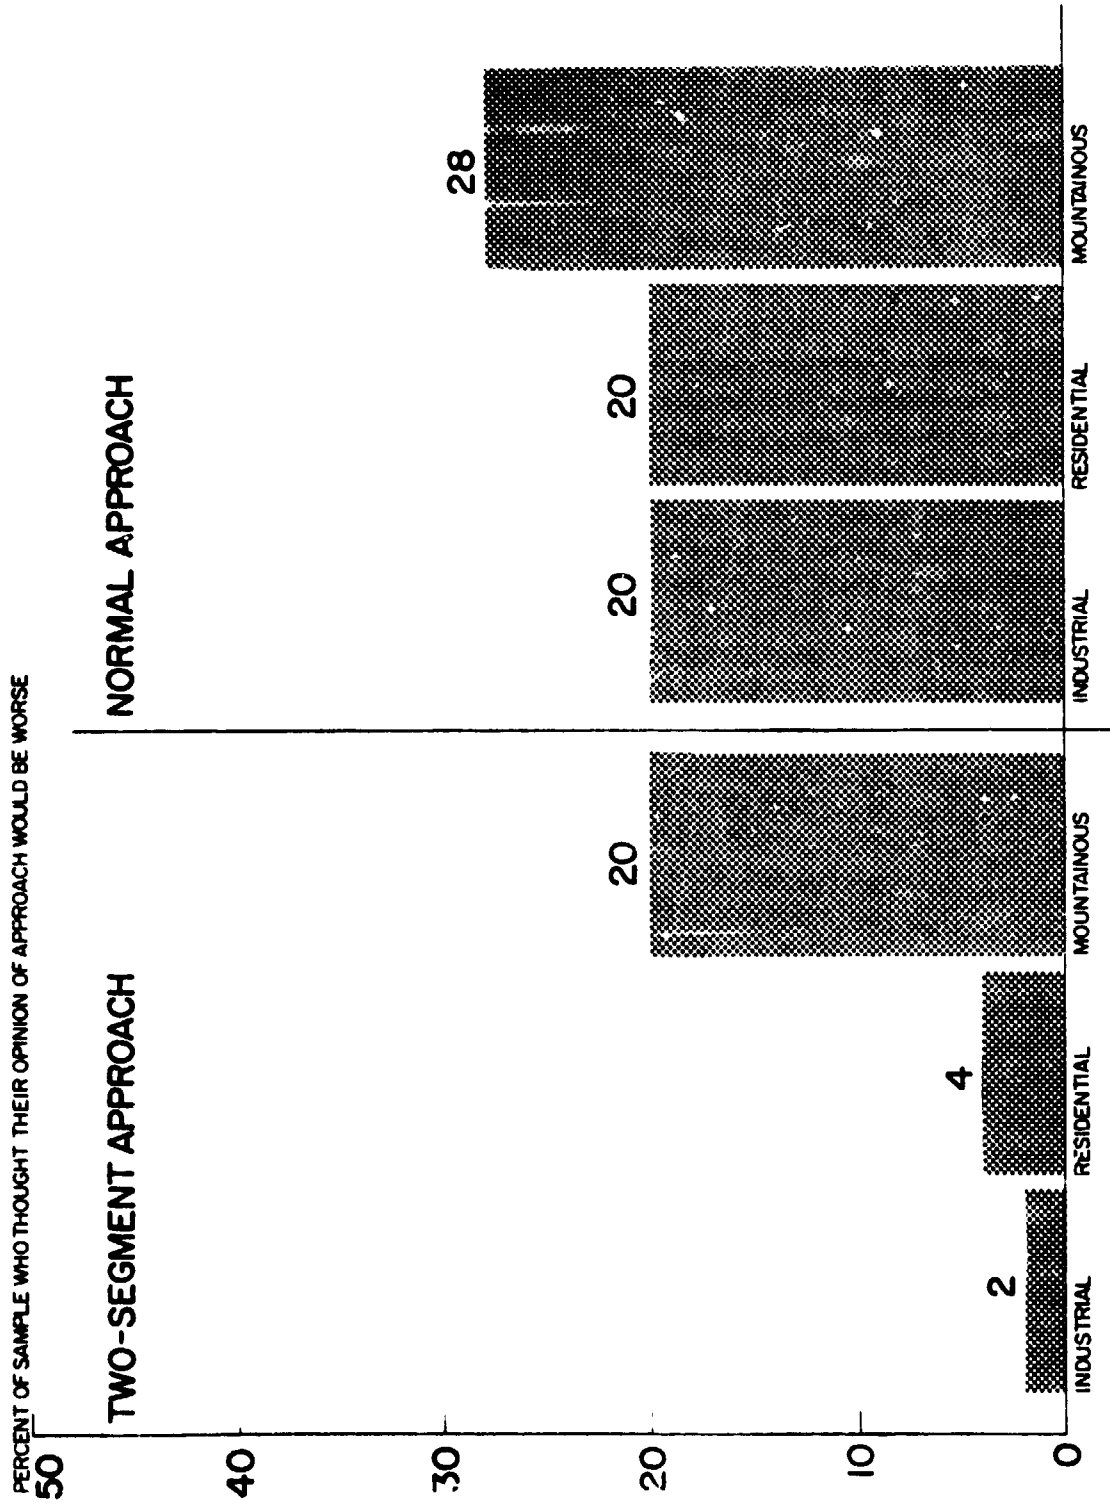 PERCENT OF SAMPLE WHO THOUGHT THEIR OPINION OF APPROACH WOULD BE WORSE
50
40
30
20
10
0
TWO-SEGMENT APPROACH
2
4
20
INDUSTRIAL
RESIDENTIAL
MOUNTAINOUS
NORMAL APPROACH
20
20
28
INDUSTRIAL
RESIDENTIAL
MOUNTAINOUS